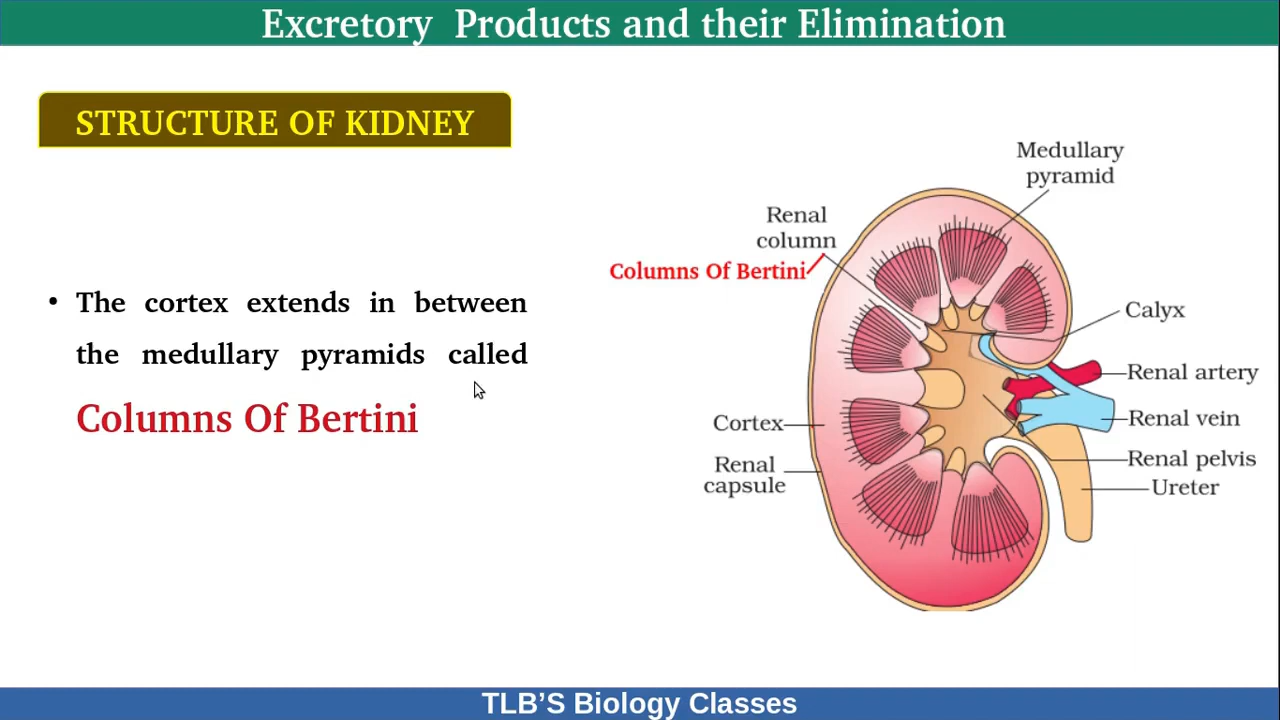 Excretory Products and their Elimination
STRUCTURE OF KIDNEY
• The cortex extends in between
the medullary pyramids called
Columns Of Bertini
Medullary
pyramid
Renal
column
Columns Of Bertini
Calyx
Renal artery
Renal vein
Cortex
Renal pelvis
Renal
capsule
Ureter
TLB'S Biology Classes